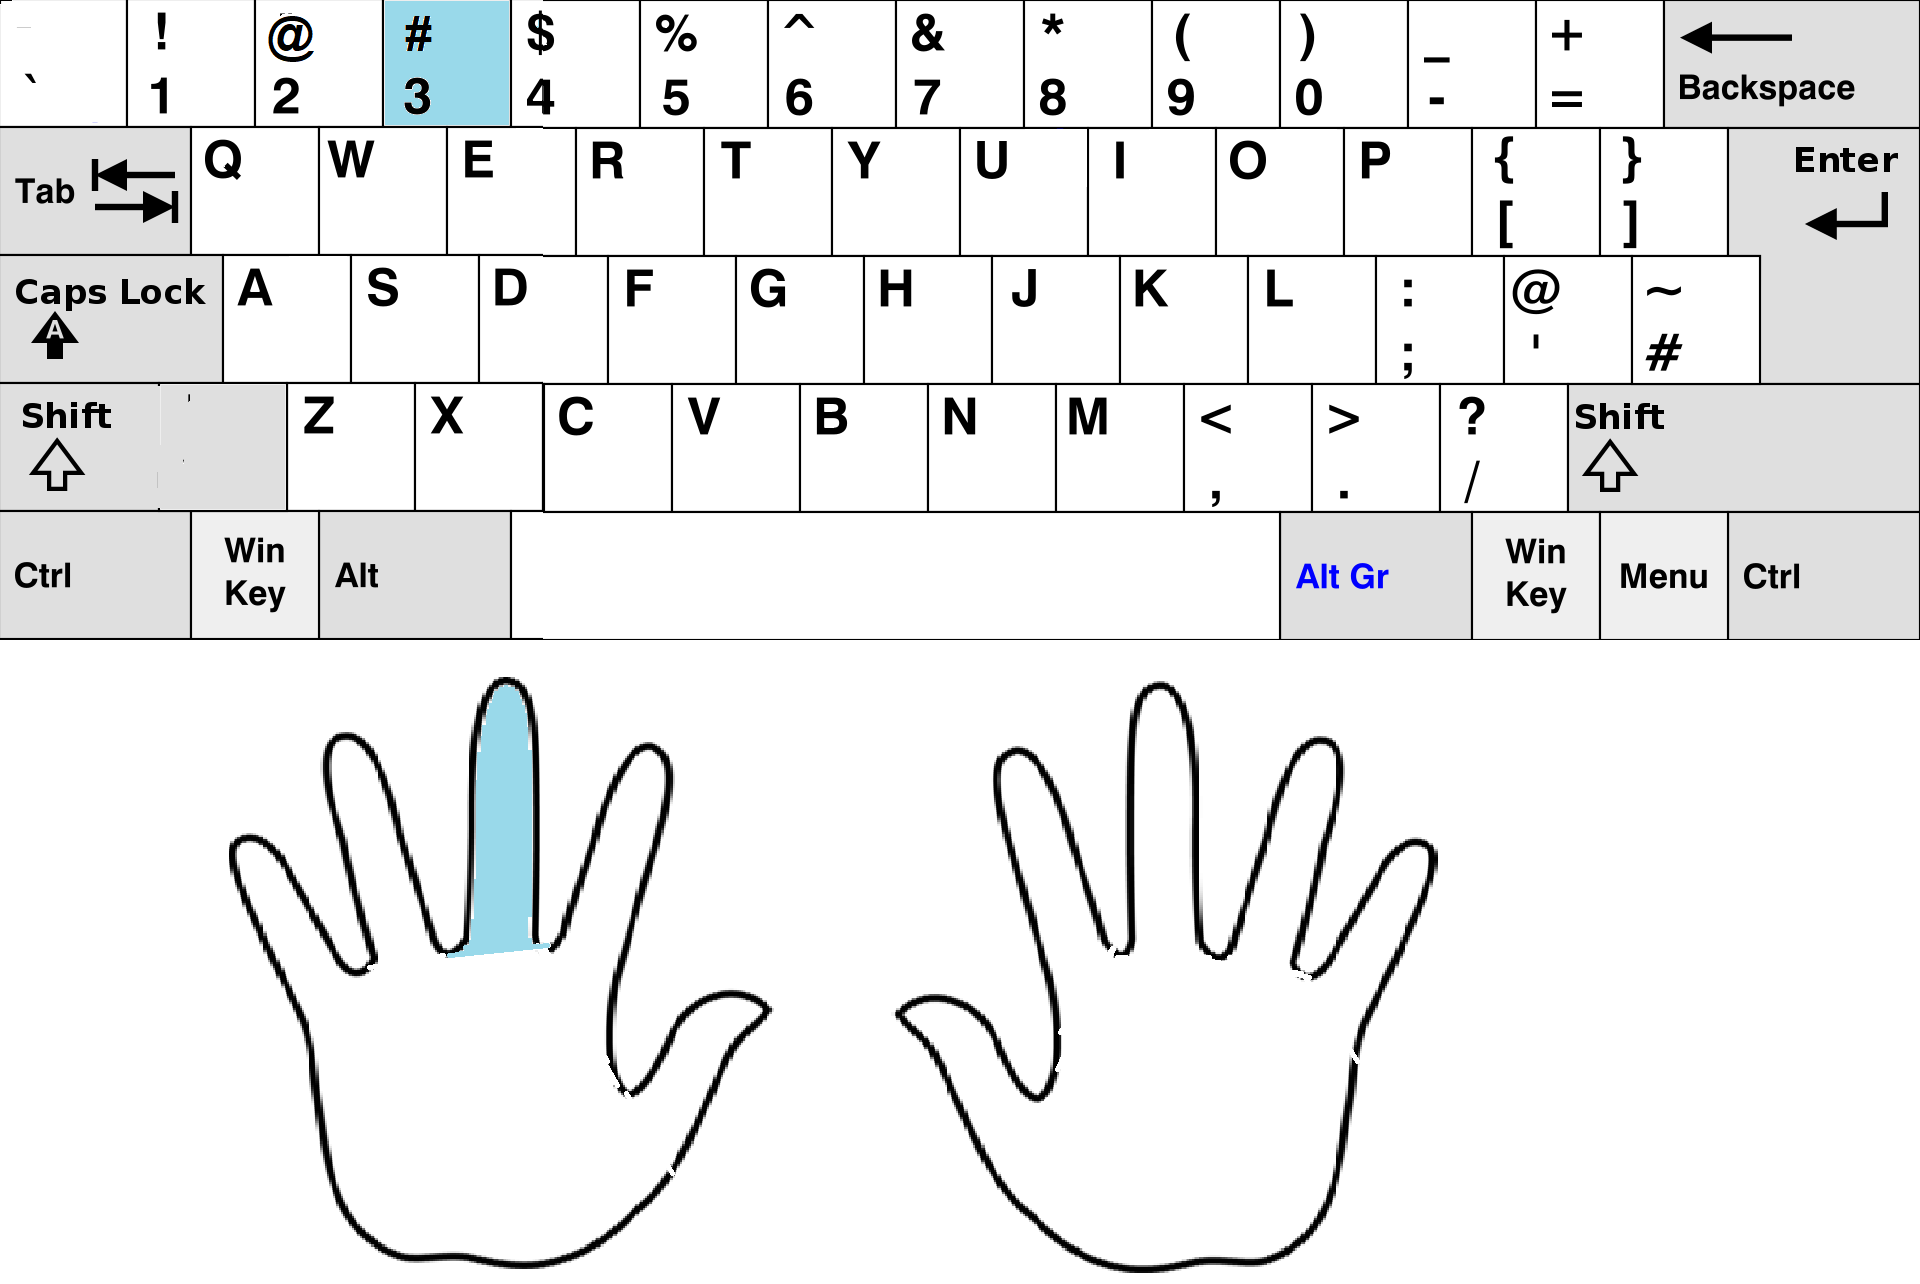 ! @ # $ % ^ & * ( ) _ +
` 1 2 3 4 5 6 7 8 9 0 - = Backspace
Tab Q W E R T Y U I O P { } Enter
[ ]
Caps Lock A S D F G H J K L : @ ~
A ; ' #
Shift Z X C V B N M < > ? Shift
, . /
Ctrl Win Key Alt Alt Gr Win Key Menu Ctrl